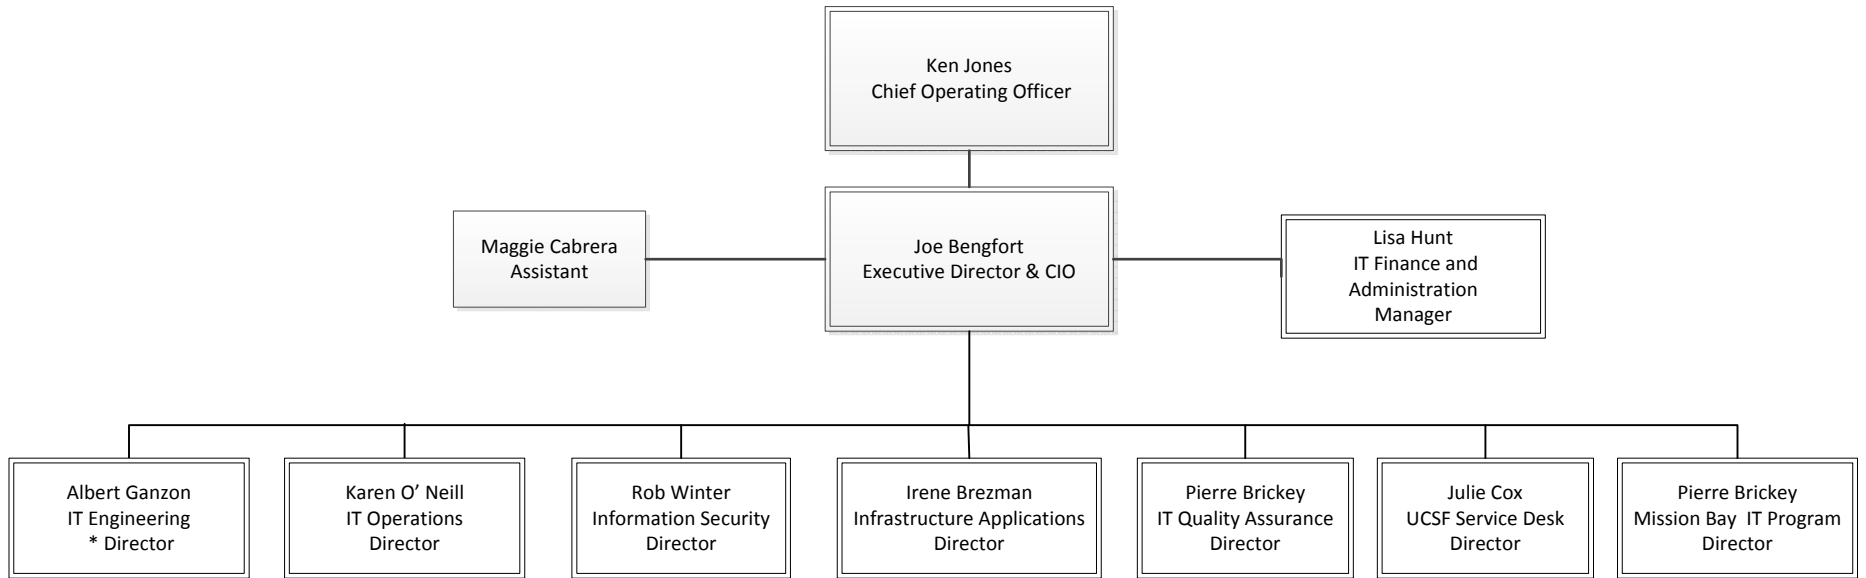 Ken Jones
Chief Operating Officer
Maggie Cabrera
Assistant
Joe Bengfort
Executive Director & CIO
Lisa Hunt
IT Finance and
Administration
Manager
Albert Ganzon
IT Engineering
* Director
Karen O’ Neill
IT Operations
Director
Rob Winter
Information Security
Director
Irene Brezman
Infrastructure Applications
Director
Pierre Brickey
IT Quality Assurance
Director
Julie Cox
UCSF Service Desk
Director
Pierre Brickey
Mission Bay  IT Program
Director